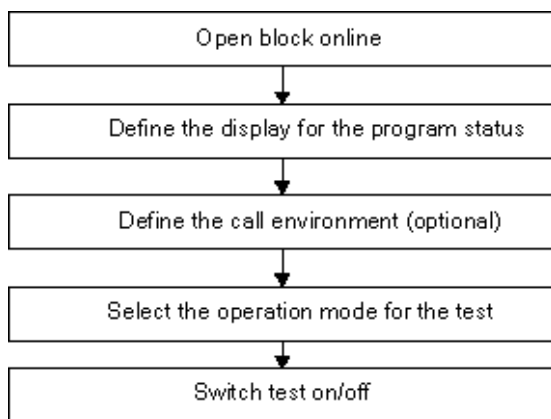 Open block online
Define the display for the program status
Define the call environment (optional)
Select the operation mode for the test
Switch test on/off